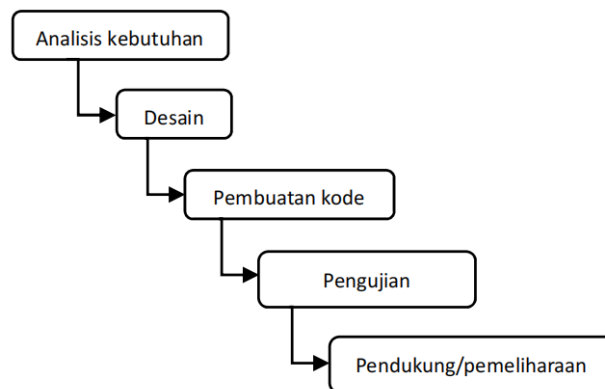 Analisis kebutuhan
Desain
Pembuatan kode
Pengujian
Pendukung/pemeliharaan